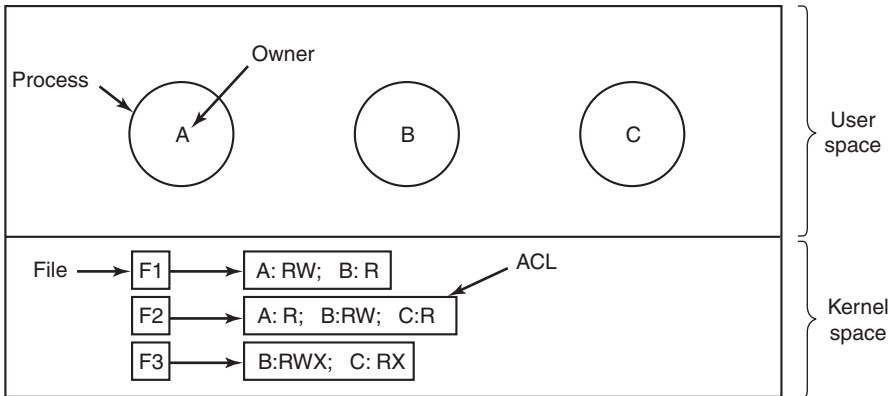 Owner
Process
A
B
C
User
space
File
F1
A: RW; B: R
ACL
F2
A: R; B:RW; C:R
F3
B:RWX; C: RX
Kernel
space